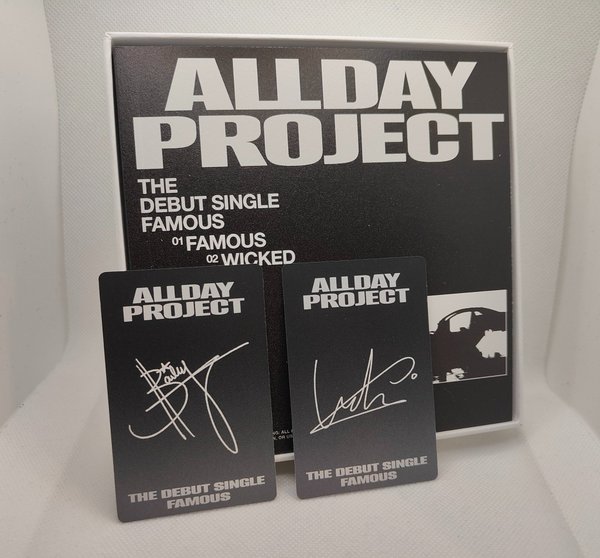 ALLDAY
PROJECT
THE
DEBUT SINGLE
FAMOUS
01 FAMOUS
02 WICKED
ALLDAY
PROJECT
Bailey
THE DEBUT SINGLE
FAMOUS
ALLDAY
PROJECT
THE DEBUT SINGLE
FAMOUS